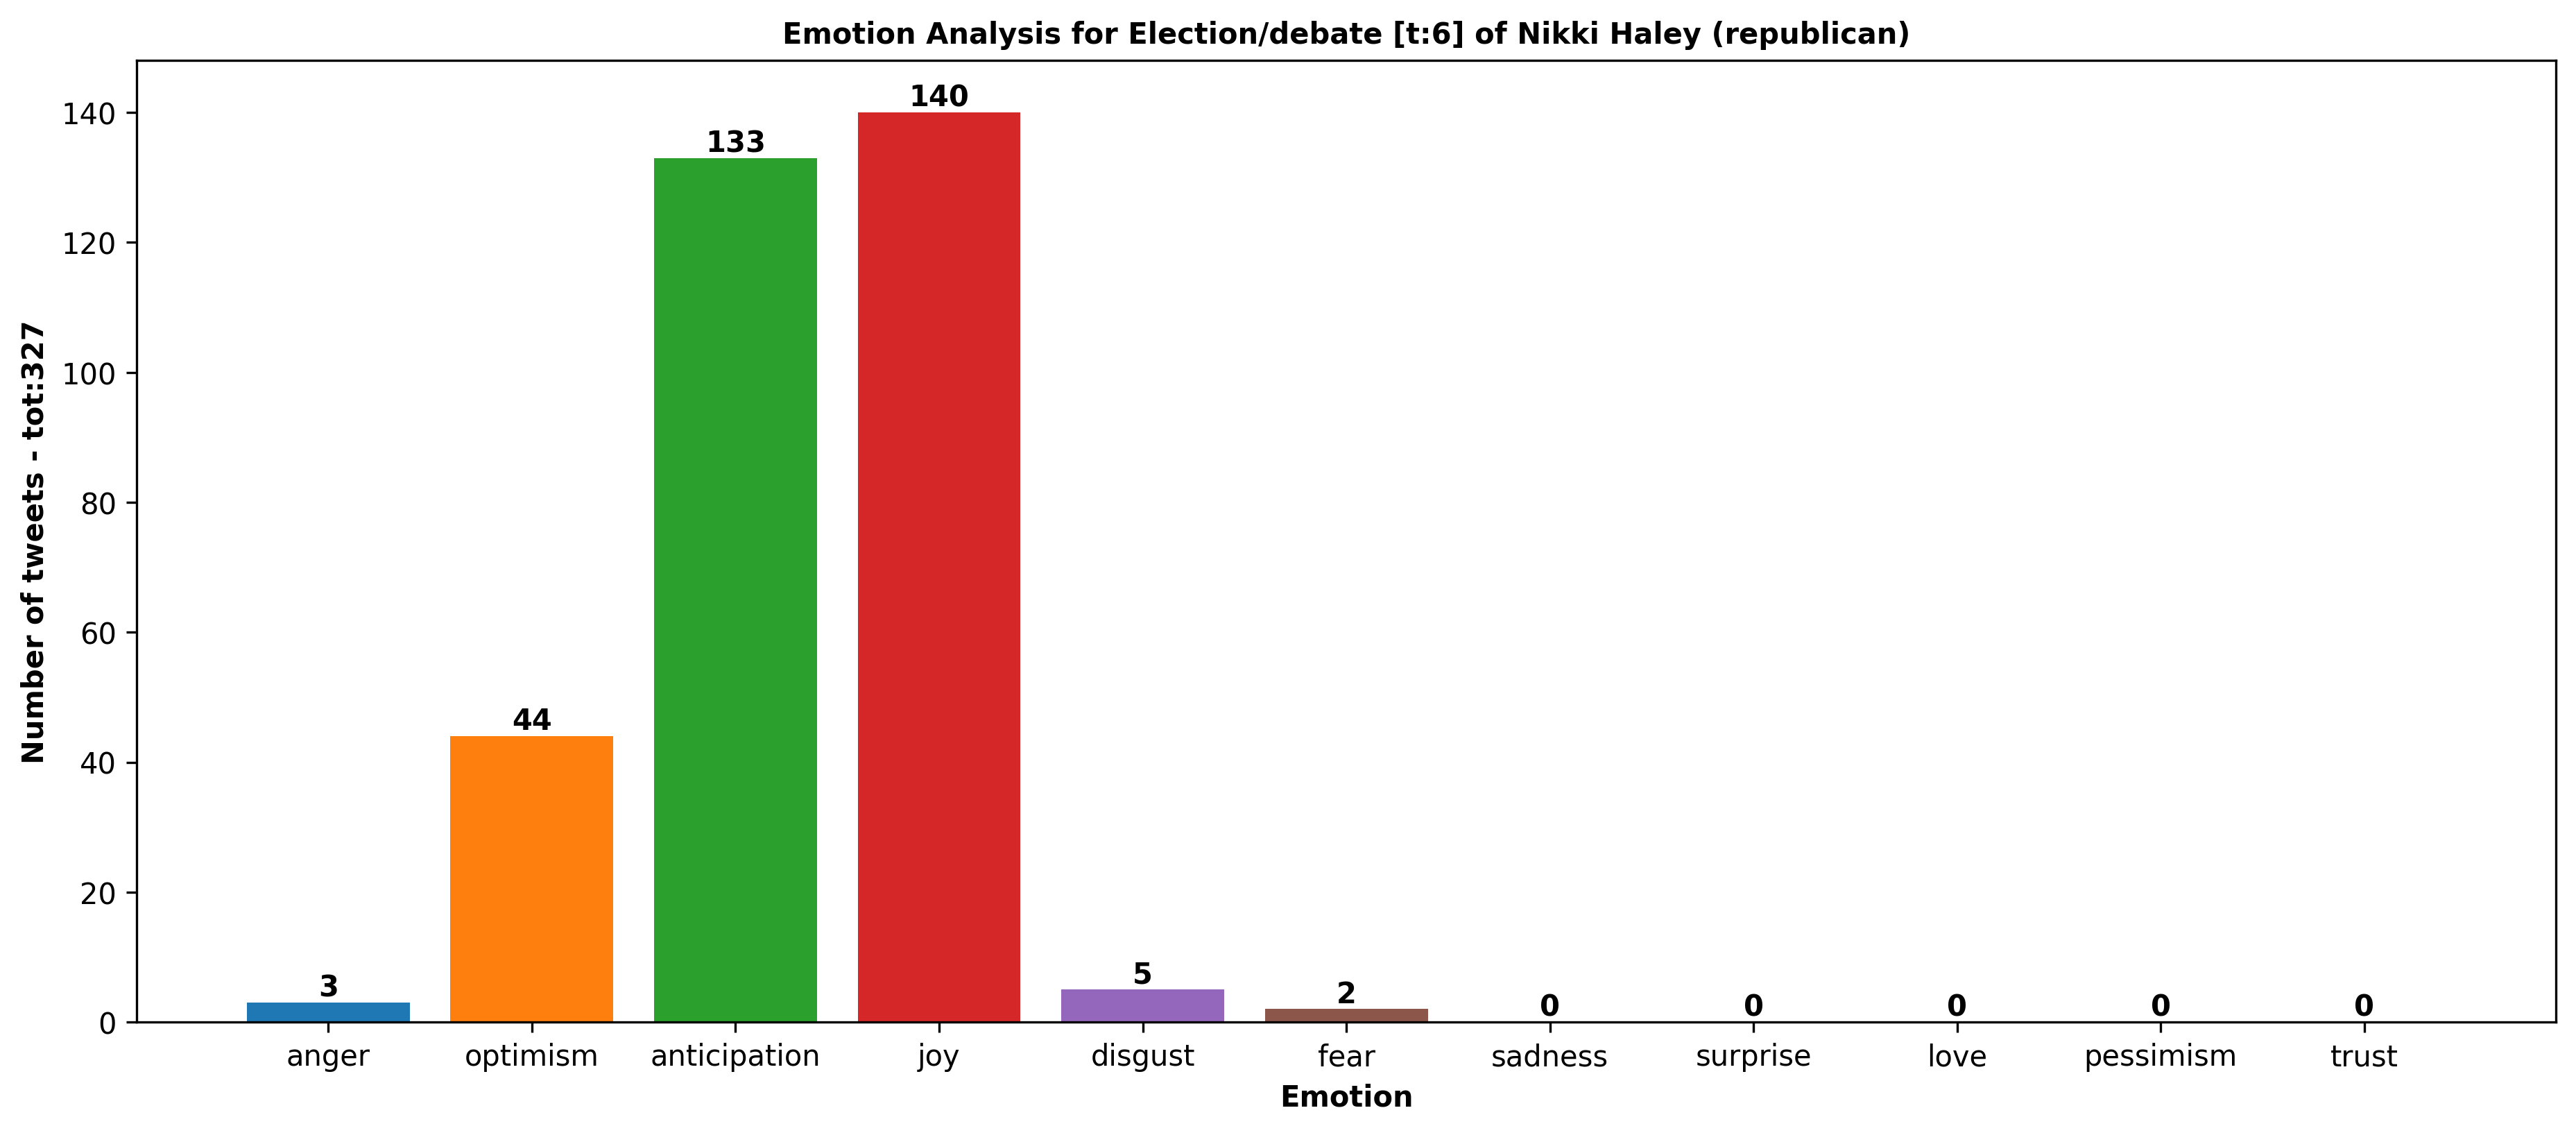 Emotion Analysis for Election/debate [t:6] of Nikki Haley (republican)
Number of tweets - tot:327
140
120
100
80
60
40
20
0
3
44
133
140
5
2
0
0
0
0
0
anger
optimism
anticipation
joy
disgust
fear
sadness
surprise
love
pessimism
trust
Emotion